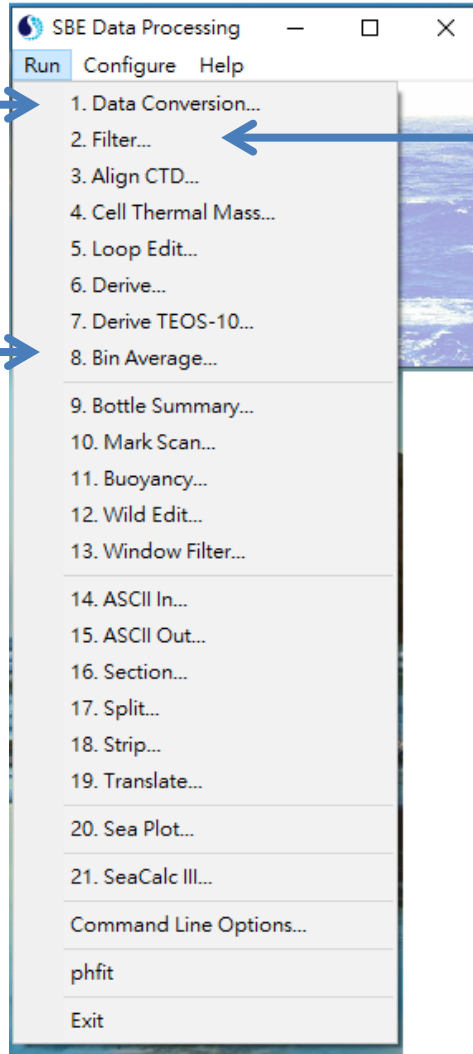 SBE Data Processing
Run Configure Help
1. Data Conversion...
2. Filter...
3. Align CTD...
4. Cell Thermal Mass...
5. Loop Edit...
6. Derive...
7. Derive TEOS-10...
8. Bin Average...
9. Bottle Summary...
10. Mark Scan...
11. Buoyancy...
12. Wild Edit...
13. Window Filter...
14. ASCII In...
15. ASCII Out...
16. Section...
17. Split...
18. Strip...
19. Translate...
20. Sea Plot...
21. SeaCalc III...
Command Line Options...
phfit
Exit